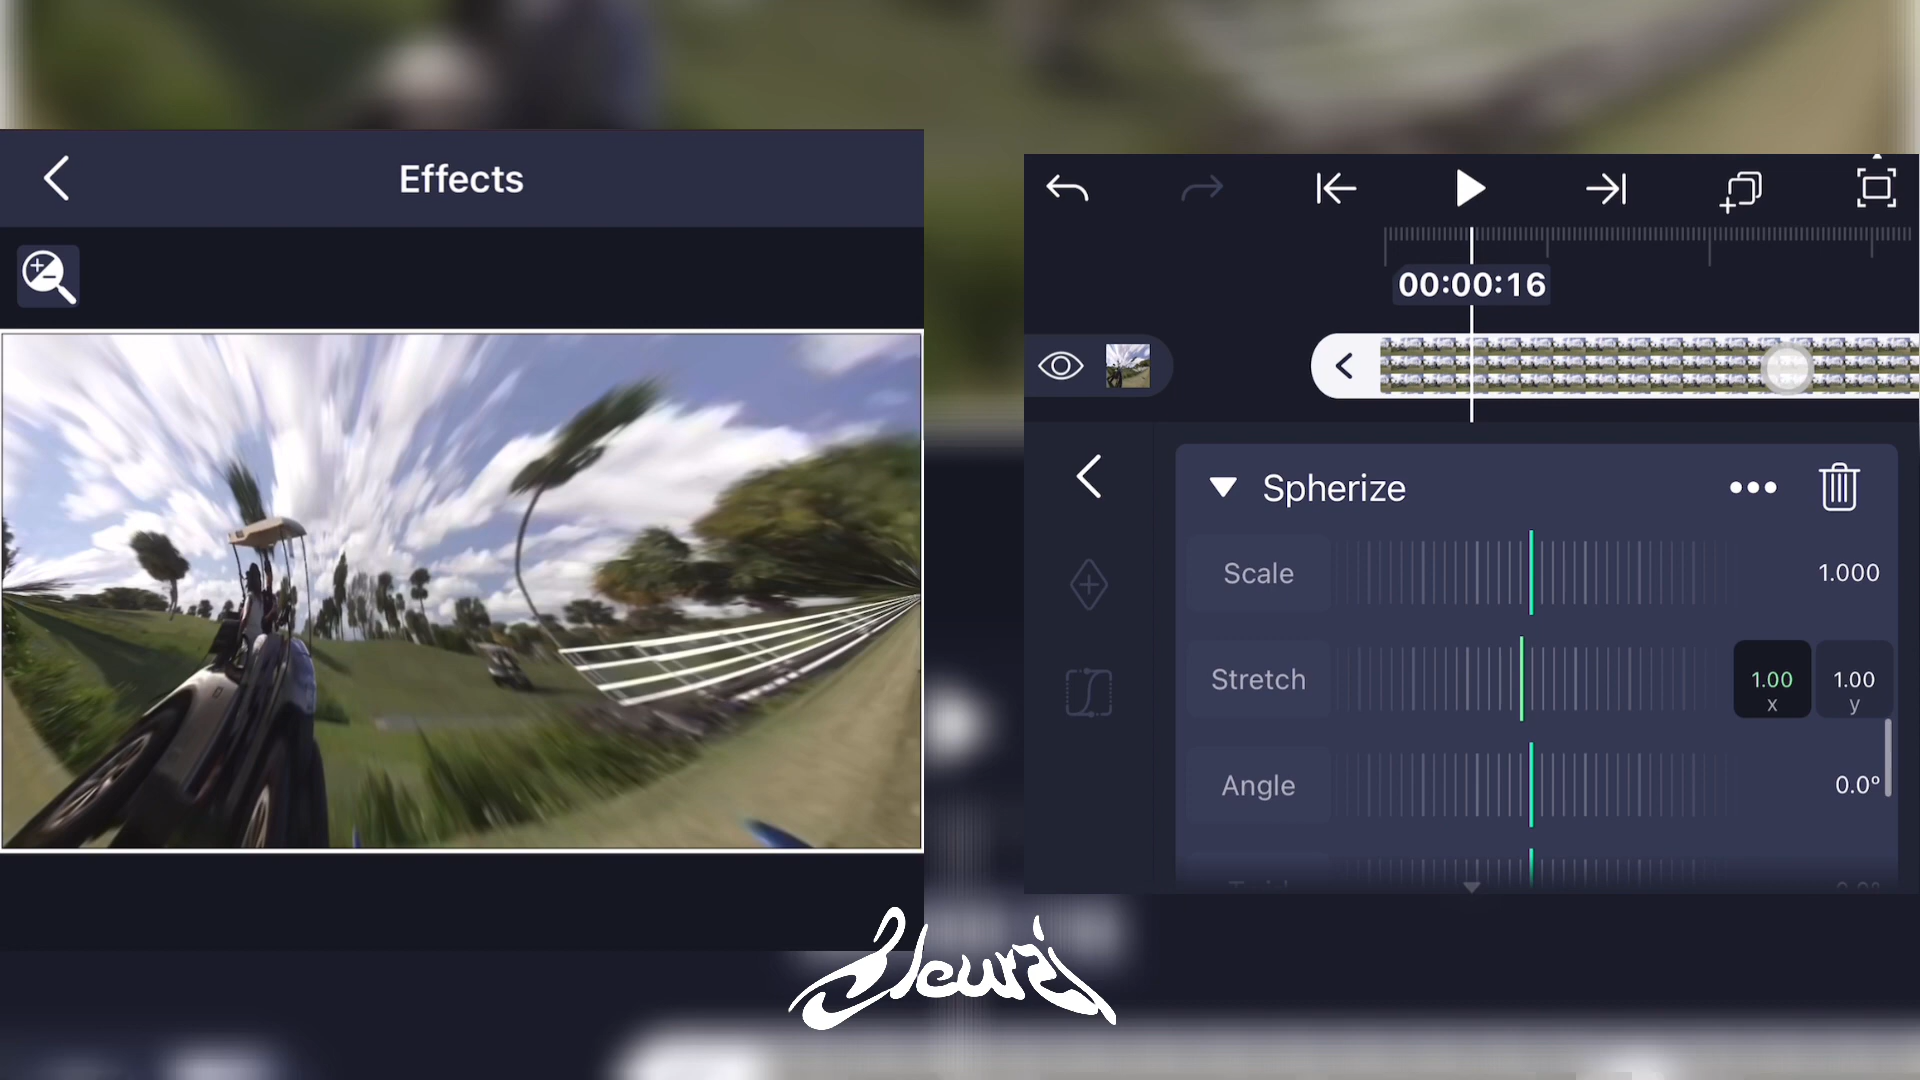 Effects
00:00:16
Spherize
Scale
1.000
Stretch
1.00
x
1.00
y
Angle
0.0°